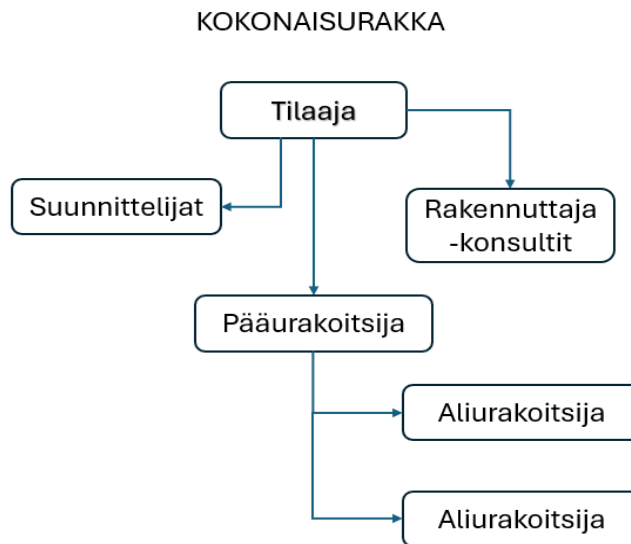 KOKONAISURAKKA
Tilaaja
Suunnittelijat
Rakennuttaja
-konsultit
Pääurakoitsija
Aliurakoitsija
Aliurakoitsija